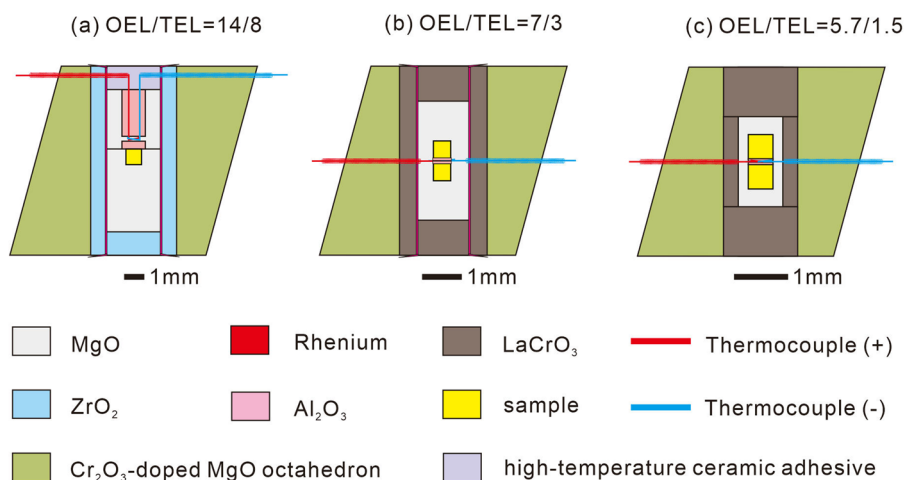 (a) OEL/TEL=14/8
(b) OEL/TEL=7/3
(c) OEL/TEL=5.7/1.5
1mm
1mm
1mm
MgO
Rhenium
LaCrO₃
Thermocouple (+)
ZrO₂
Al₂O₃
sample
Thermocouple (-)
Cr₂O₃-doped MgO octahedron
high-temperature ceramic adhesive